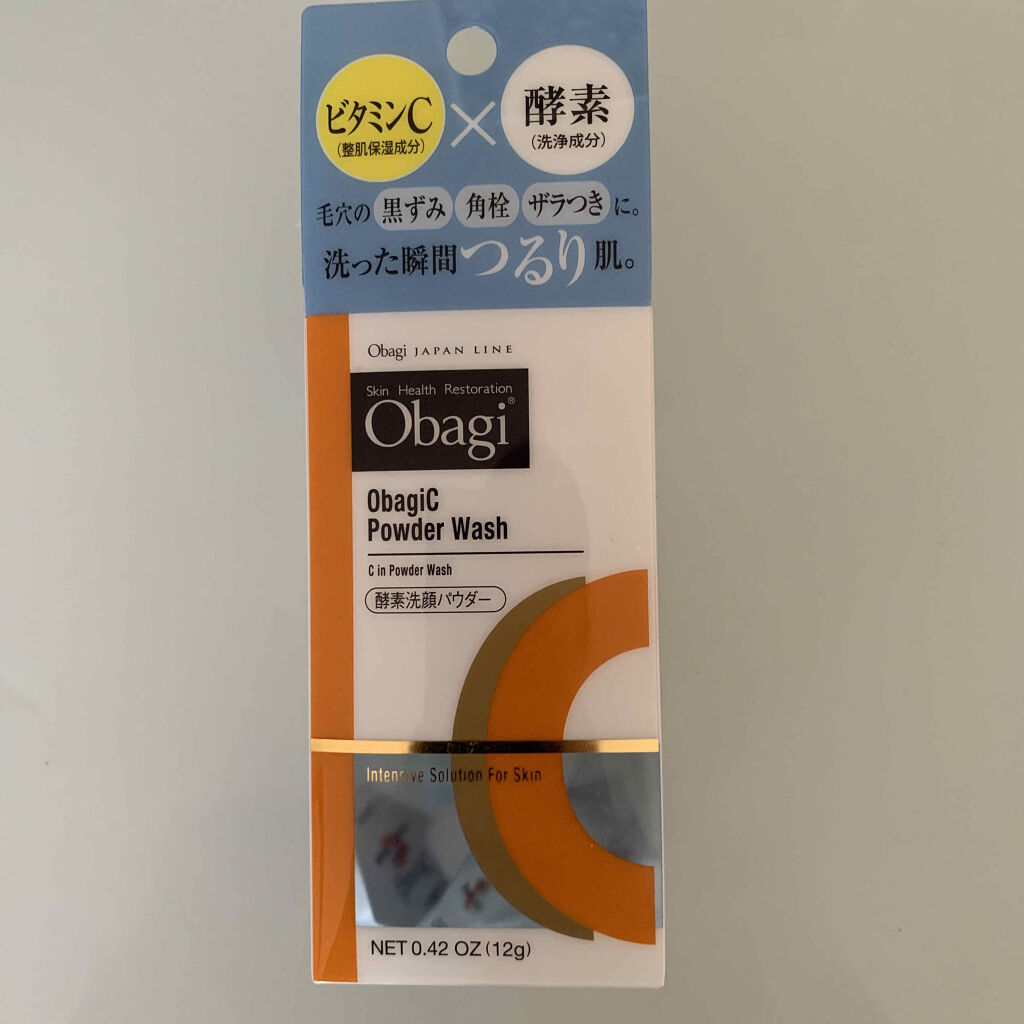 ビタミンC
(整肌保湿成分)
×
酵素
(洗浄成分)
毛穴の 黒ずみ 角栓 ザラつき に。
洗った瞬間つるり肌。
Obagi JAPAN LINE
Skin Health Restoration
Obagi®
ObagiC
Powder Wash
C in Powder Wash
酵素洗顔パウダー
Intensive Solution For Skin
NET 0.42 OZ (12g)